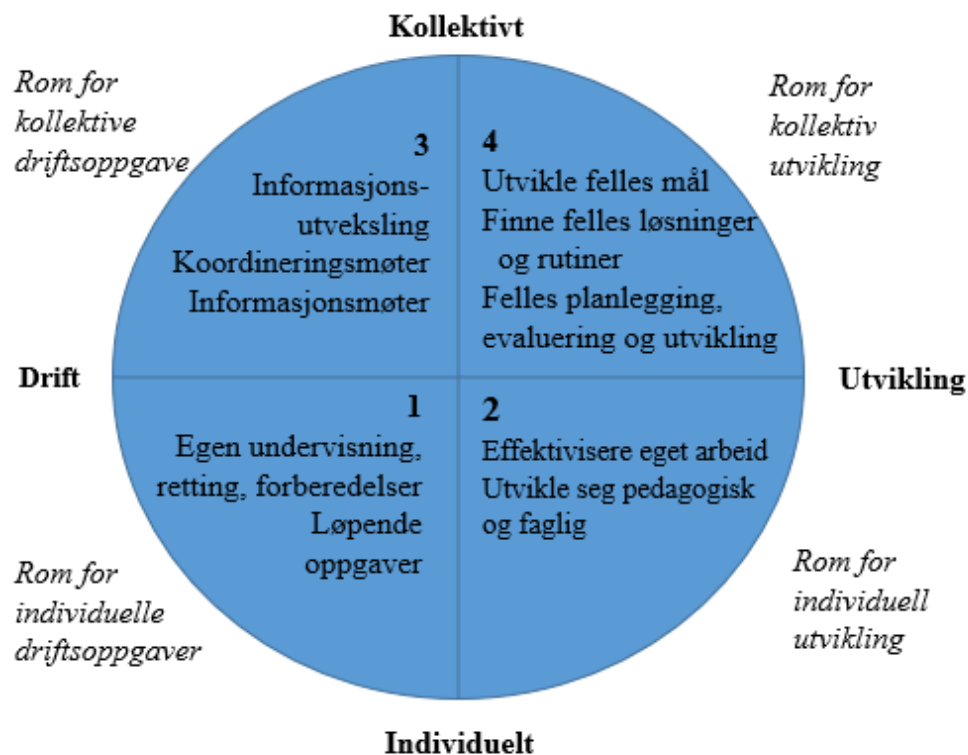 Kollektivt
Rom for
kollektive
driftsoppgave
Rom for
kollektiv
utvikling
3
Informasjons-
utveksling
Koordineringsmøter
Informasjonsmøter
4
Utvikle felles mål
Finne felles løsninger
og rutiner
Felles planlegging,
evaluering og utvikling
Drift
Utvikling
1
Egen undervisning,
retting, forberedelser
Løpende
oppgaver
2
Effektivisere eget arbeid
Utvikle seg pedagogisk
og faglig
Rom for
individuelle
driftsoppgaver
Rom for
individuell
utvikling
Individuelt